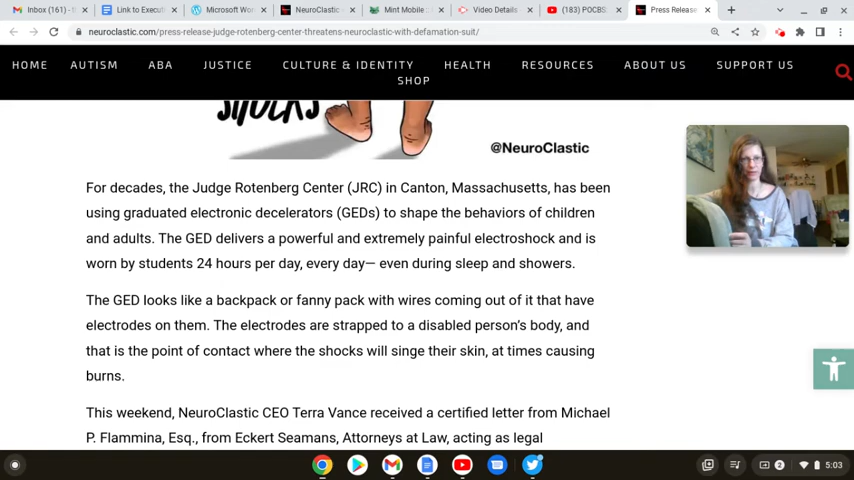 Inbox (161) - t
Link to Execut
Microsoft Wor
NeuroClastic -
Mint Mobile :
Video Details
(183) POCBS
Press Release
neuroclastic.com/press-release-judge-rotenberg-center-threatens-neuroclastic-with-defamation-suit/
HOME AUTISM ABA JUSTICE CULTURE & IDENTITY HEALTH RESOURCES ABOUT US SUPPORT US
SHOP
SHOCKS
@NeuroClastic
For decades, the Judge Rotenberg Center (JRC) in Canton, Massachusetts, has been
using graduated electronic decelerators (GEDs) to shape the behaviors of children
and adults. The GED delivers a powerful and extremely painful electroshock and is
worn by students 24 hours per day, every day— even during sleep and showers.
The GED looks like a backpack or fanny pack with wires coming out of it that have
electrodes on them. The electrodes are strapped to a disabled person's body, and
that is the point of contact where the shocks will singe their skin, at times causing
burns.
This weekend, NeuroClastic CEO Terra Vance received a certified letter from Michael
P. Flammina, Esq., from Eckert Seamans, Attorneys at Law, acting as legal
2
5:03